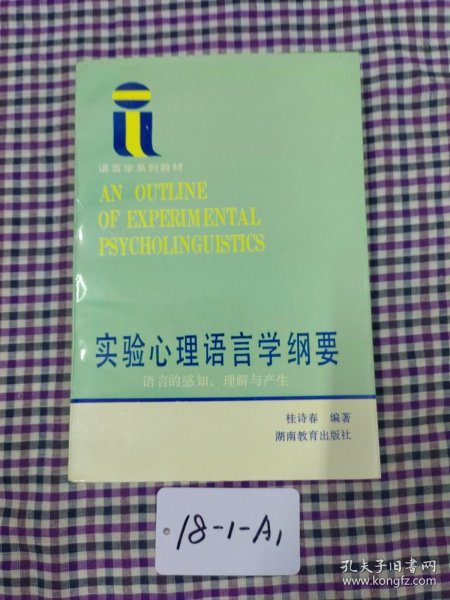 语言学系列教材
AN OUTLINE
OF EXPERIMENTAL
PSYCHOLINGUISTICS
实验心理语言学纲要
语言的感知、理解与产生
桂诗春 编著
湖南教育出版社
18-1-A1
孔夫子旧书网
www.kongfz.com